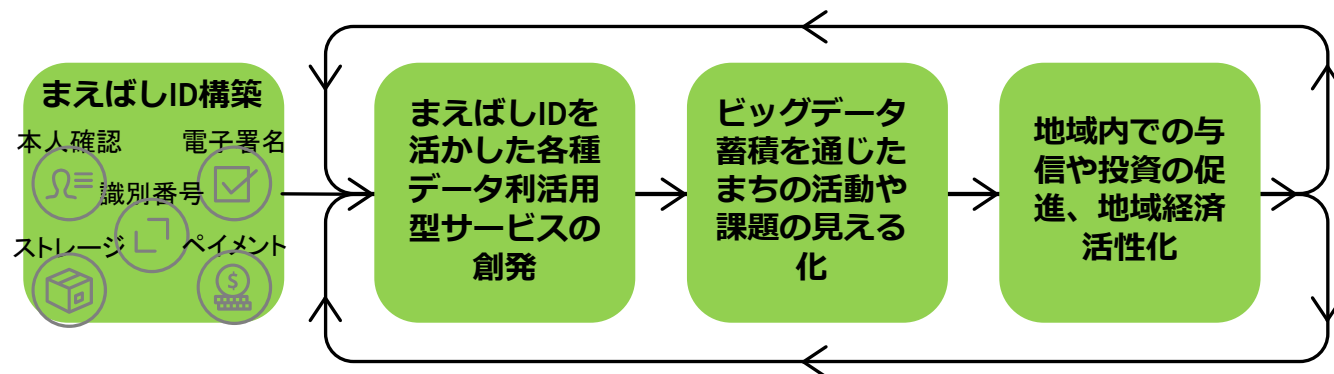 まえばしID構築
本人確認
電子署名
識別番号
ストレージ
ペイメント
$
まえばしIDを
活かした各種
データ利活用
型サービスの
創発
ビッグデータ
蓄積を通じた
まちの活動や
課題の見える
化
地域内での与
信や投資の促
進、地域経済
活性化